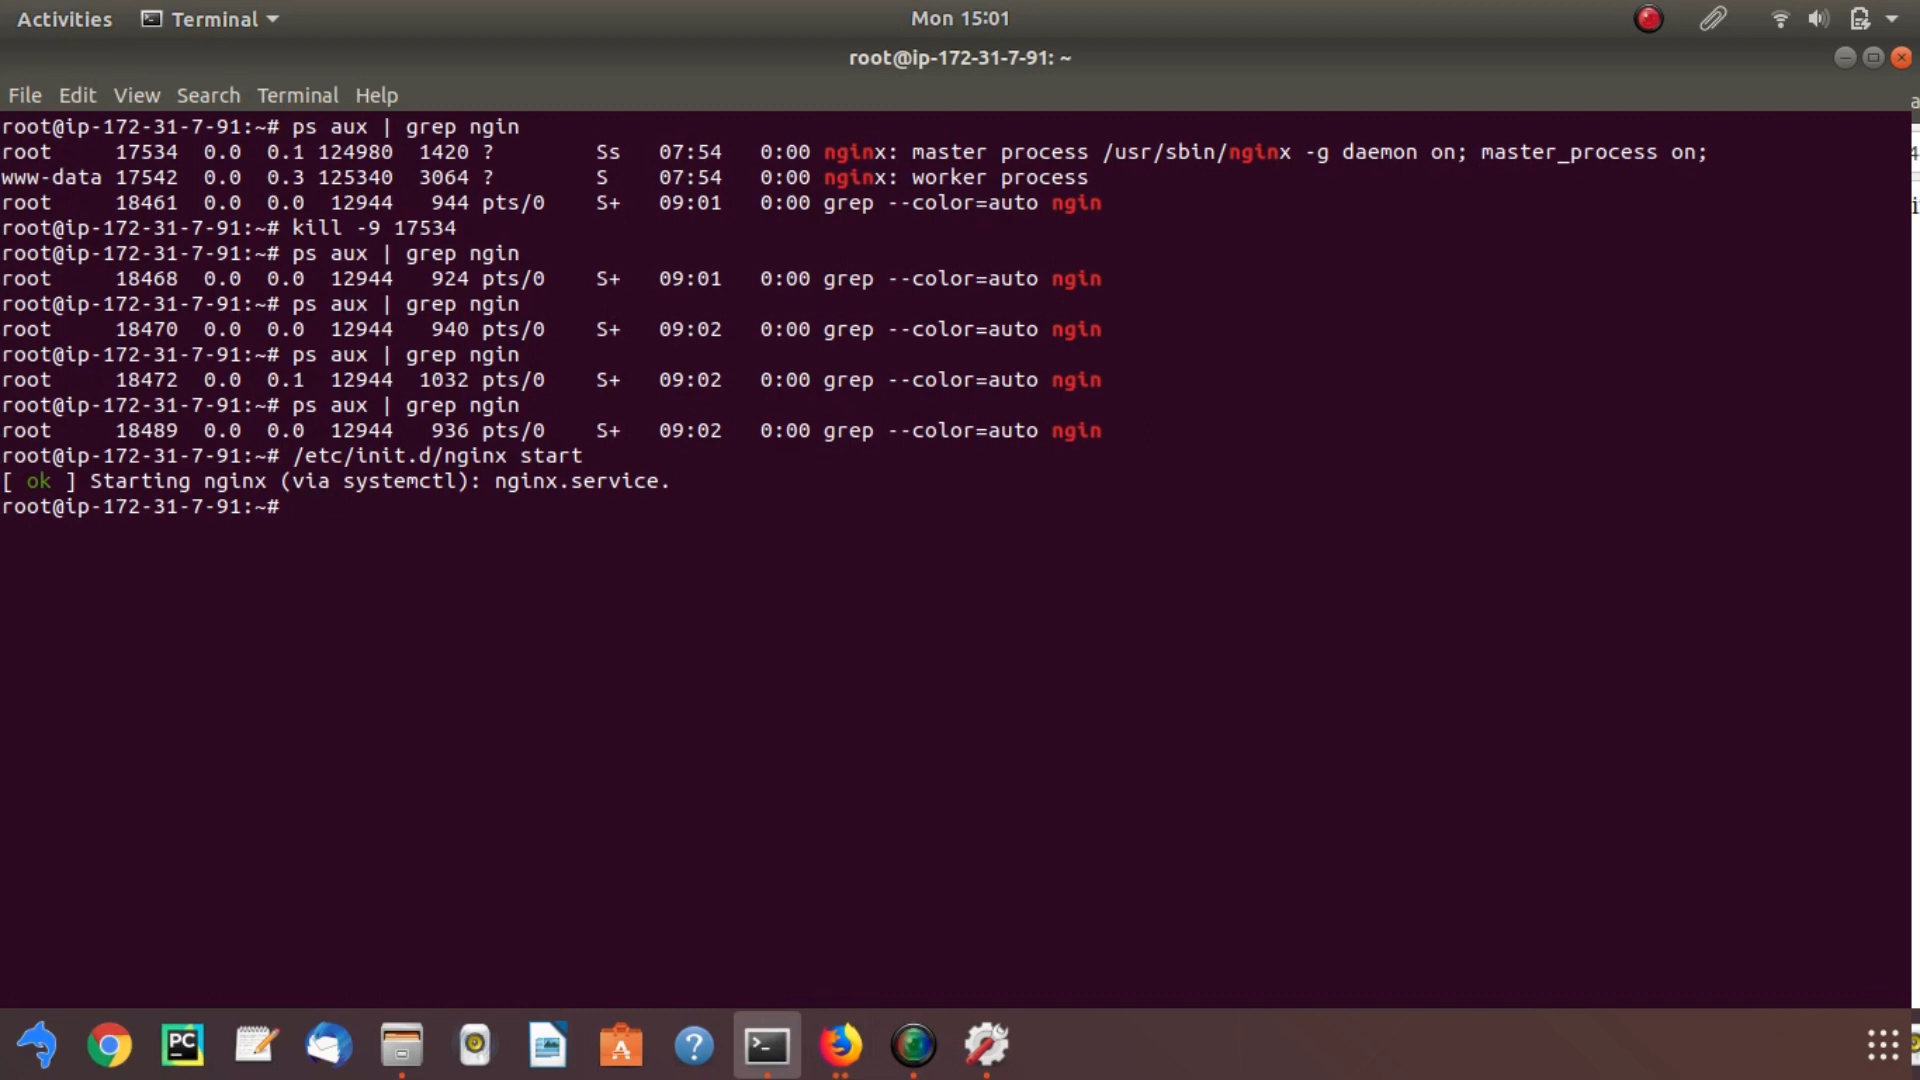 Activities Terminal Mon 15:01
root@ip-172-31-7-91: ~
File Edit View Search Terminal Help
root@ip-172-31-7-91:~# ps aux | grep ngin
root     17534  0.0  0.1 124980  1420 ?        Ss   07:54   0:00 nginx: master process /usr/sbin/nginx -g daemon on; master_process on;
www-data 17542  0.0  0.3 125340  3064 ?        S    07:54   0:00 nginx: worker process
root     18461  0.0  0.0  12944   944 pts/0    S+   09:01   0:00 grep --color=auto ngin
root@ip-172-31-7-91:~# kill -9 17534
root@ip-172-31-7-91:~# ps aux | grep ngin
root     18468  0.0  0.0  12944   924 pts/0    S+   09:01   0:00 grep --color=auto ngin
root@ip-172-31-7-91:~# ps aux | grep ngin
root     18470  0.0  0.0  12944   940 pts/0    S+   09:02   0:00 grep --color=auto ngin
root@ip-172-31-7-91:~# ps aux | grep ngin
root     18472  0.0  0.1  12944  1032 pts/0    S+   09:02   0:00 grep --color=auto ngin
root@ip-172-31-7-91:~# ps aux | grep ngin
root     18489  0.0  0.0  12944   936 pts/0    S+   09:02   0:00 grep --color=auto ngin
root@ip-172-31-7-91:~# /etc/init.d/nginx start
[ ok ] Starting nginx (via systemctl): nginx.service.
root@ip-172-31-7-91:~#
PC